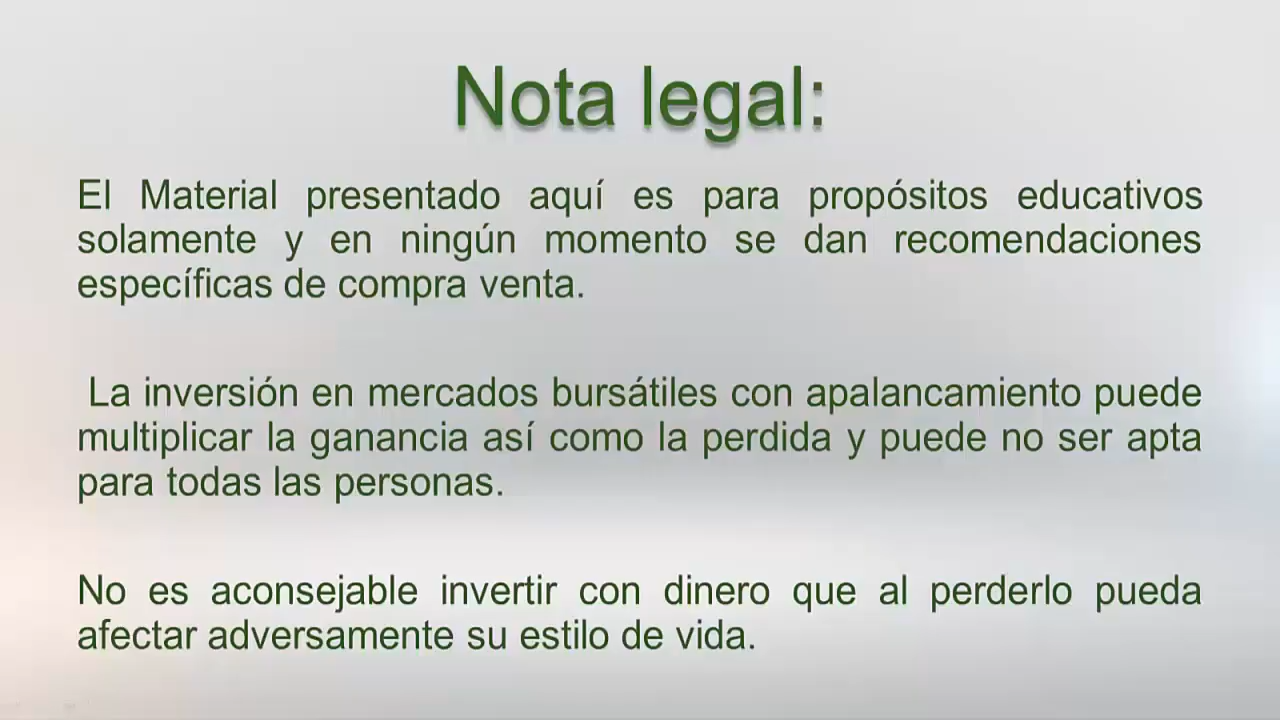 Nota legal:
El Material presentado aquí es para propósitos educativos
solamente y en ningún momento se dan recomendaciones
específicas de compra venta.
La inversión en mercados bursátiles con apalancamiento puede
multiplicar la ganancia así como la perdida y puede no ser apta
para todas las personas.
No es aconsejable invertir con dinero que al perderlo pueda
afectar adversamente su estilo de vida.